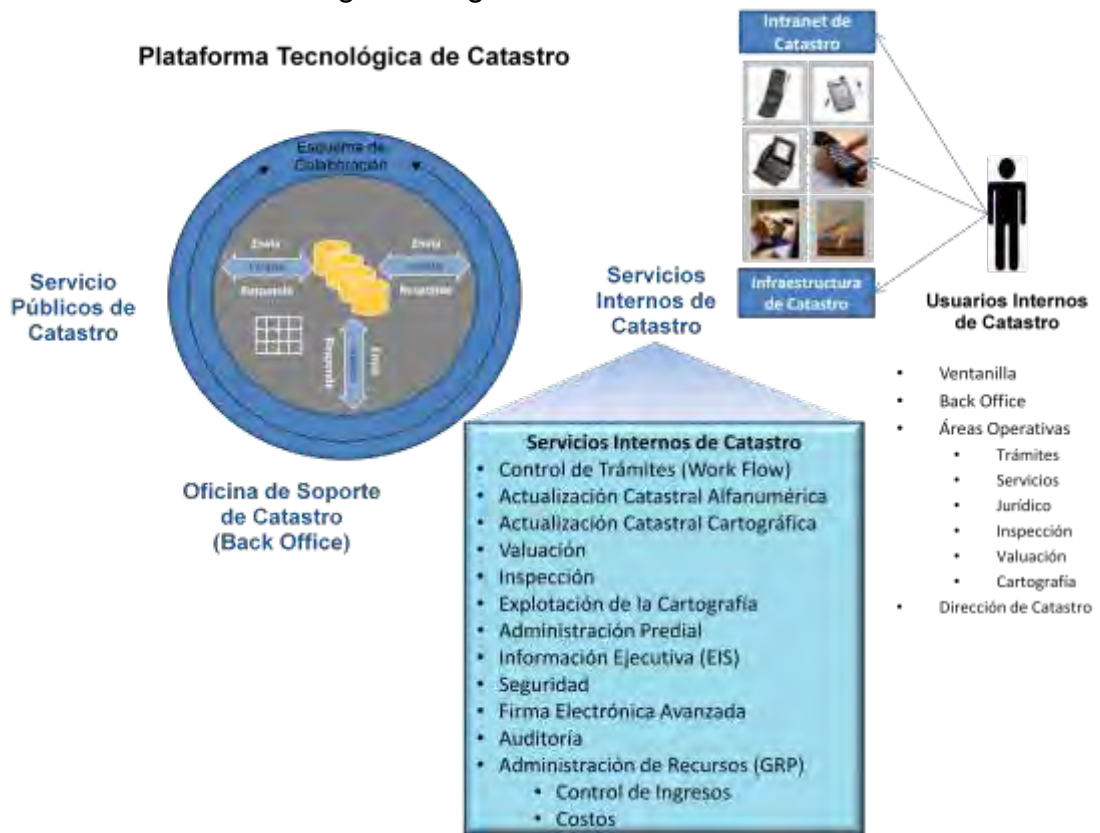 Plataforma Tecnológica de Catastro
Esquema de
Colaboración
Envía
Responde
Envía
Responde
Envía
Responde
Servicio
Públicos de
Catastro
Oficina de Soporte
de Catastro
(Back Office)
Servicios
Internos de
Catastro
Intranet de
Catastro
Infraestructura
de Catastro
Usuarios Internos
de Catastro
• Ventanilla
• Back Office
• Áreas Operativas
• Trámites
• Servicios
• Jurídico
• Inspección
• Valuación
• Cartografía
• Dirección de Catastro
Servicios Internos de Catastro
• Control de Trámites (Work Flow)
• Actualización Catastral Alfanumérica
• Actualización Catastral Cartográfica
• Valuación
• Inspección
• Explotación de la Cartografía
• Administración Predial
• Información Ejecutiva (EIS)
• Seguridad
• Firma Electrónica Avanzada
• Auditoría
• Administración de Recursos (GRP)
• Control de Ingresos
• Costos